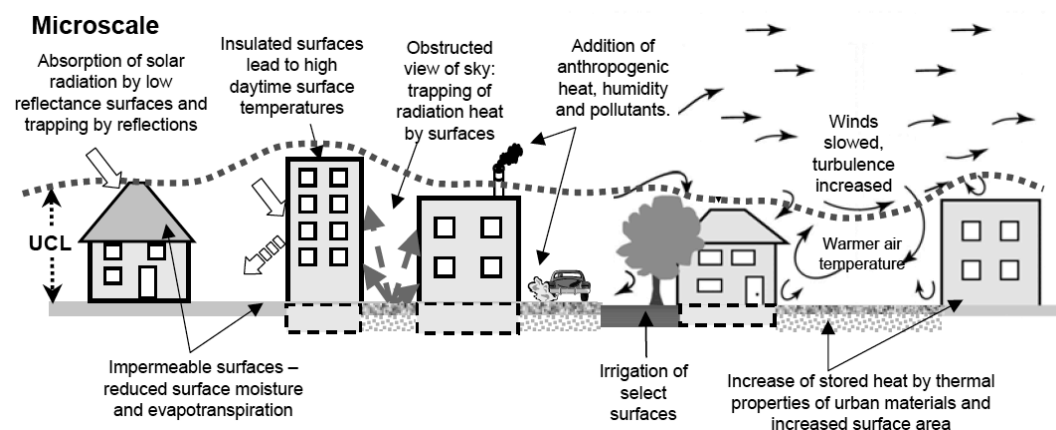 Microscale
Absorption of solar
radiation by low
reflectance surfaces and
trapping by reflections
Insulated surfaces
lead to high
daytime surface
temperatures
Obstructed
view of sky:
trapping of
radiation heat
by surfaces
Addition of
anthropogenic
heat, humidity
and pollutants.
Winds
slowed,
turbulence
increased
UCL
Warmer air
temperature
Impermeable surfaces –
reduced surface moisture
and evapotranspiration
Irrigation of
select
surfaces
Increase of stored heat by thermal
properties of urban materials and
increased surface area